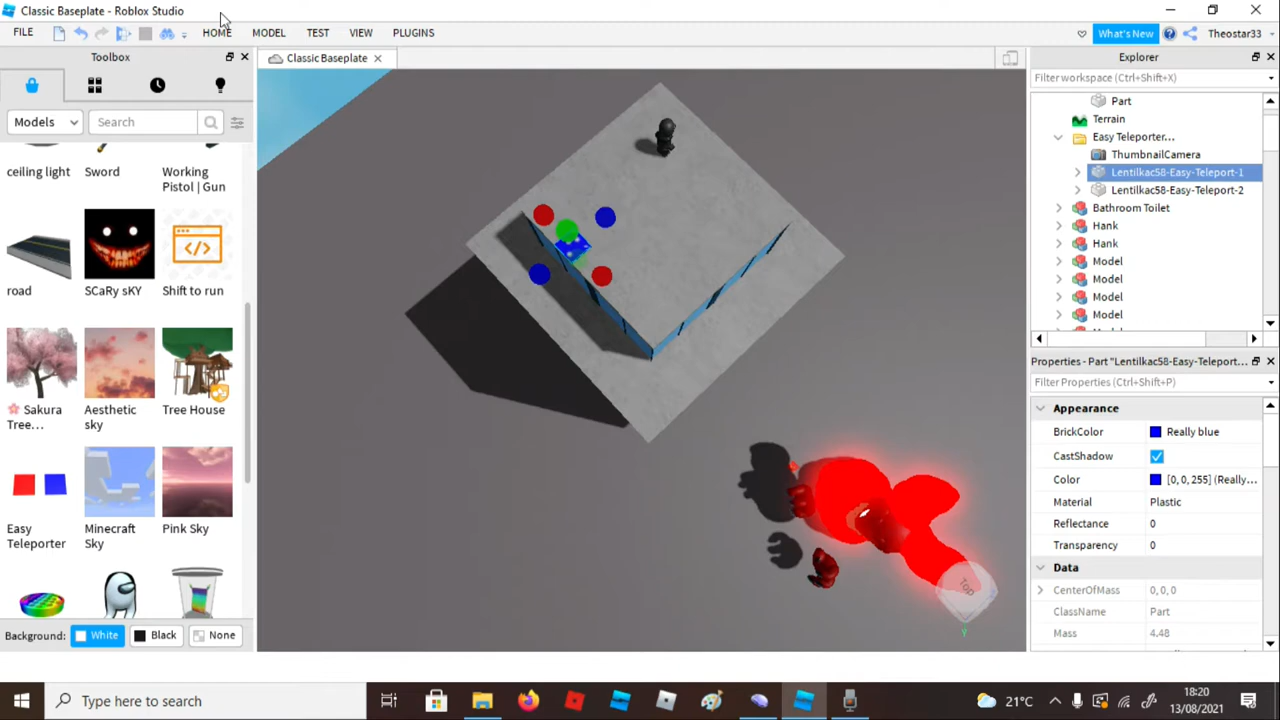 Classic Baseplate - Roblox Studio
FILE HOME MODEL TEST VIEW PLUGINS What's New Theostar33
Toolbox
Models Search
ceiling light
Sword
Working Pistol | Gun
road
SCaRy sKY
Shift to run
🌸 Sakura Tree...
Aesthetic sky
Tree House
Easy Teleporter
Minecraft Sky
Pink Sky
Background: White Black None
Classic Baseplate
TOP
Y
Explorer
Filter workspace (Ctrl+Shift+X)
Part
Terrain
Easy Teleporter...
ThumbnailCamera
Lentilkac58-Easy-Teleport-1
Lentilkac58-Easy-Teleport-2
Bathroom Toilet
Hank
Hank
Model
Model
Model
Model
Properties - Part "Lentilkac58-Easy-Teleport...
Filter Properties (Ctrl+Shift+P)
Appearance
BrickColor Really blue
CastShadow
Color [0, 0, 255] (Really...
Material Plastic
Reflectance 0
Transparency 0
Data
CenterOfMass 0, 0, 0
ClassName Part
Mass 4.48
Type here to search
21°C
18:20
13/08/2021